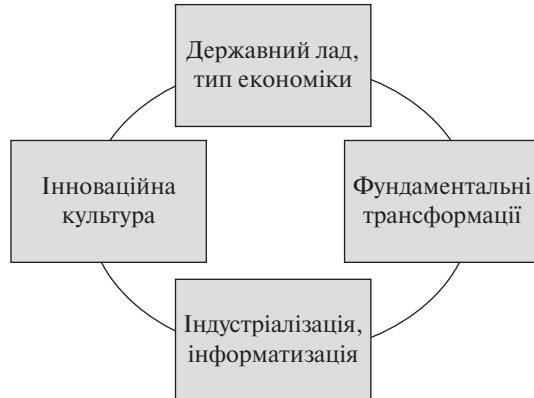 Державний лад,
тип економіки
Інноваційна
культура
Фундаментальні
трансформації
Індустріалізація,
інформатизація